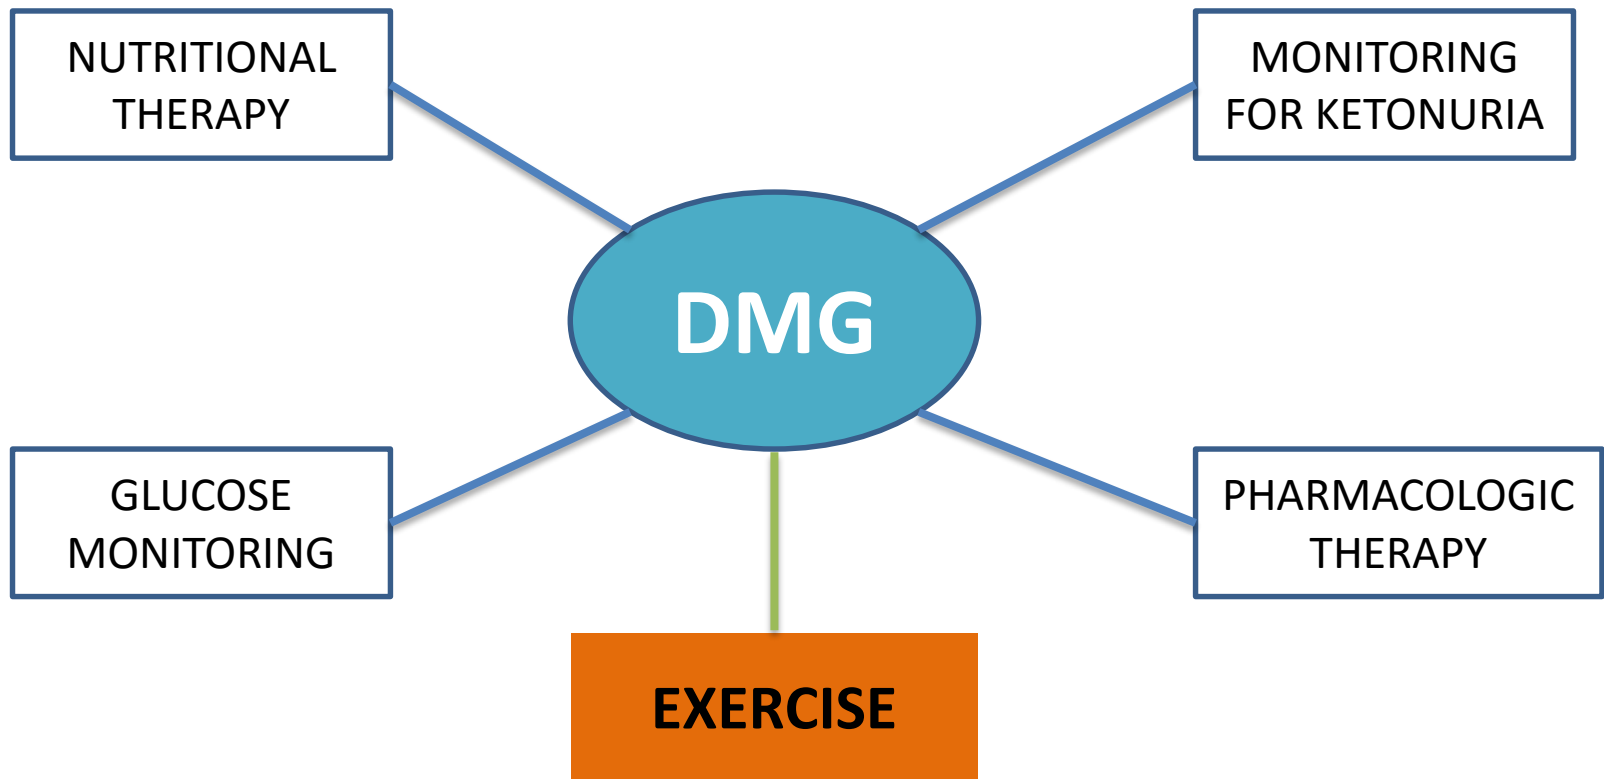 NUTRITIONAL
THERAPY
MONITORING
FOR KETONURIA
DMG
GLUCOSE
MONITORING
PHARMACOLOGIC
THERAPY
EXERCISE